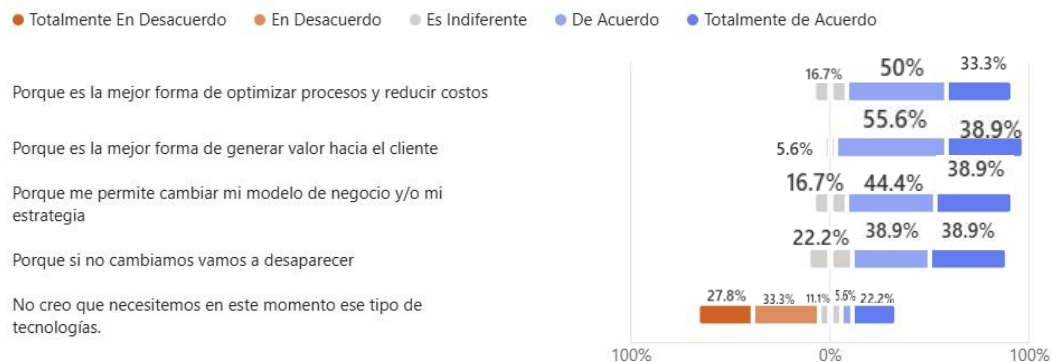 Totalmente En Desacuerdo En Desacuerdo Es Indiferente De Acuerdo Totalmente de Acuerdo
Porque es la mejor forma de optimizar procesos y reducir costos
16.7% 50% 33.3%
Porque es la mejor forma de generar valor hacia el cliente
5.6% 55.6% 38.9%
Porque me permite cambiar mi modelo de negocio y/o mi
estrategia
16.7% 44.4% 38.9%
Porque si no cambiamos vamos a desaparecer
22.2% 38.9% 38.9%
No creo que necesitemos en este momento ese tipo de
tecnologías.
27.8% 33.3% 11.1% 5.6% 22.2%
100% 0% 100%